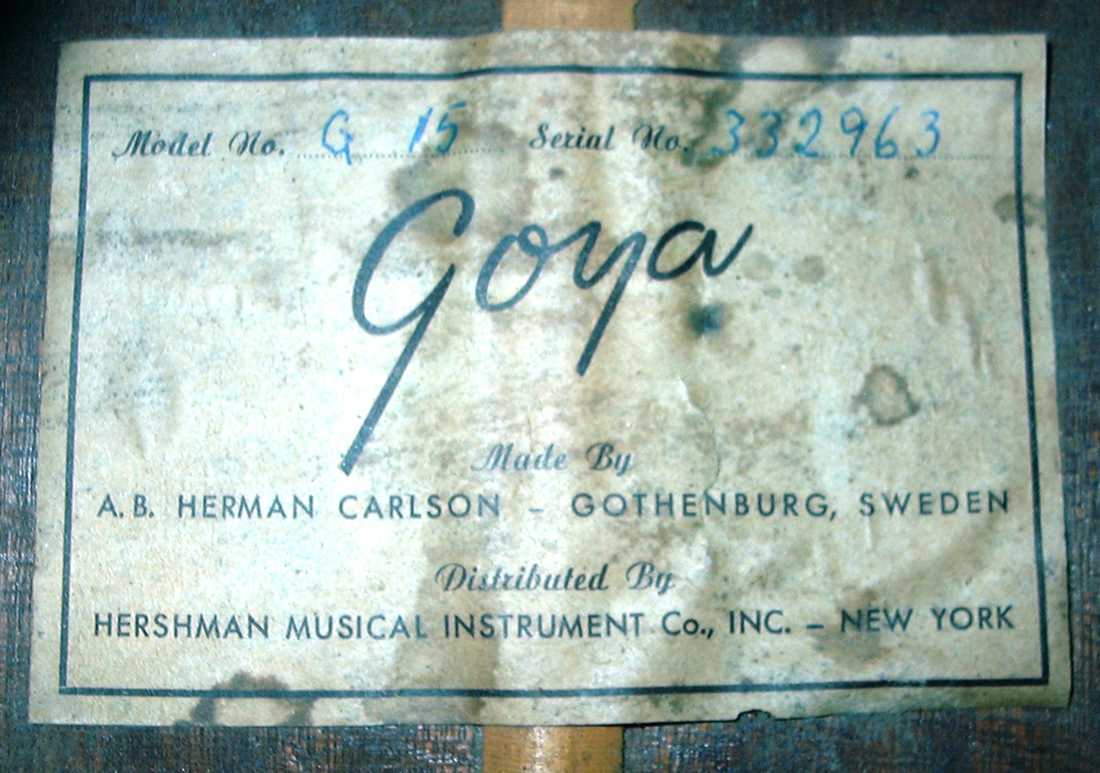 Model No. G 15 Serial No. 332963
Goya
Made By
A. B. HERMAN CARLSON – GOTHENBURG, SWEDEN
Distributed By
HERSHMAN MUSICAL INSTRUMENT Co., INC. – NEW YORK